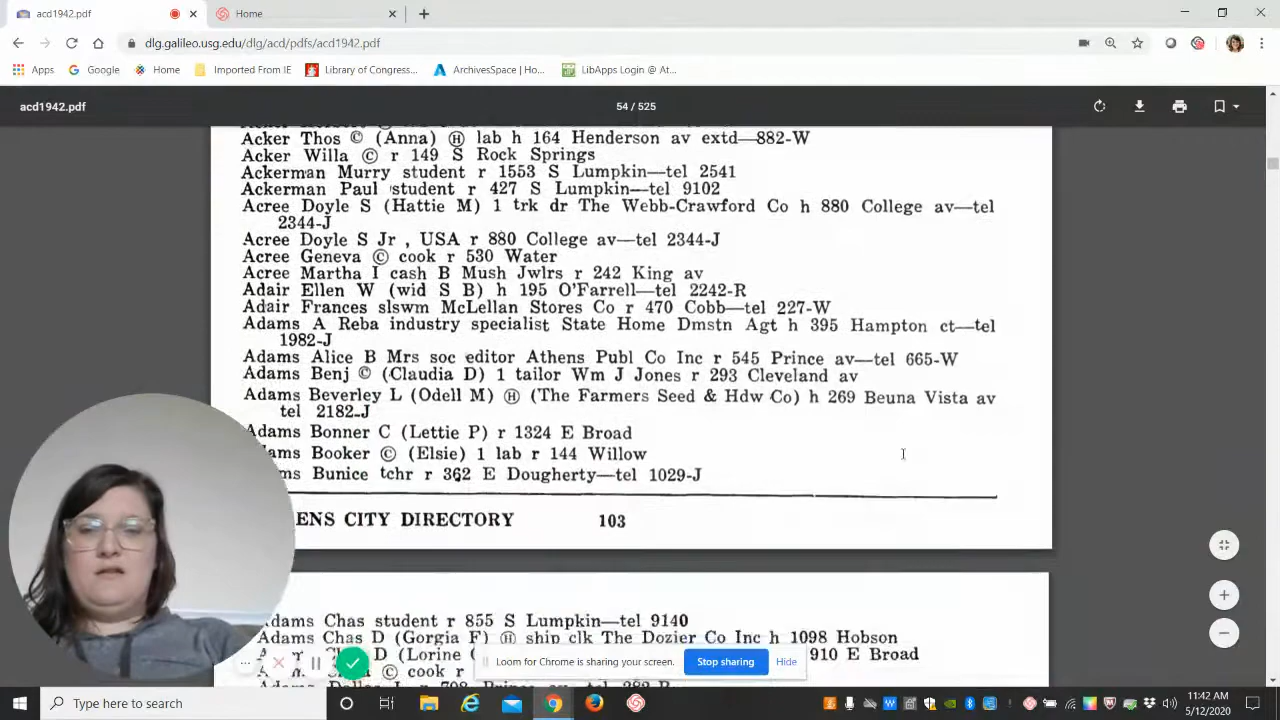 acd1942.pdf
Home
dlg.galileo.usg.edu/dlg/acd/pdfs/acd1942.pdf
Apps Google Home Imported From IE Library of Congress... ArchivesSpace | Ho... LibApps Login @ At...
acd1942.pdf 54 / 525
Acker Thos © (Anna) Ⓗ lab h 164 Henderson av extd—882-W
Acker Willa © r 149 S Rock Springs
Ackerman Murry student r 1553 S Lumpkin—tel 2541
Ackerman Paul student r 427 S Lumpkin—tel 9102
Acree Doyle S (Hattie M) 1 trk dr The Webb-Crawford Co h 880 College av—tel
2344-J
Acree Doyle S Jr , USA r 880 College av—tel 2344-J
Acree Geneva © cook r 530 Water
Acree Martha I cash B Mush Jwlrs r 242 King av
Adair Ellen W (wid S B) h 195 O'Farrell—tel 2242-R
Adair Frances slswm McLellan Stores Co r 470 Cobb—tel 227-W
Adams A Reba industry specialist State Home Dmstn Agt h 395 Hampton ct—tel
1982-J
Adams Alice B Mrs soc editor Athens Publ Co Inc r 545 Prince av—tel 665-W
Adams Benj © (Claudia D) 1 tailor Wm J Jones r 293 Cleveland av
Adams Beverley L (Odell M) Ⓗ (The Farmers Seed & Hdw Co) h 269 Beuna Vista av
tel 2182-J
Adams Bonner C (Lettie P) r 1324 E Broad
ams Booker © (Elsie) 1 lab r 144 Willow
ms Bunice tchr r 362 E Dougherty—tel 1029-J
ENS CITY DIRECTORY 103
Adams Chas student r 855 S Lumpkin—tel 9140
Adams Chas D (Gorgia F) Ⓗ ship clk The Dozier Co Inc h 1098 Hobson
D (Lorine 910 E Broad
© cook r
Loom for Chrome is sharing your screen. Stop sharing Hide
Type here to search
11:42 AM
5/12/2020